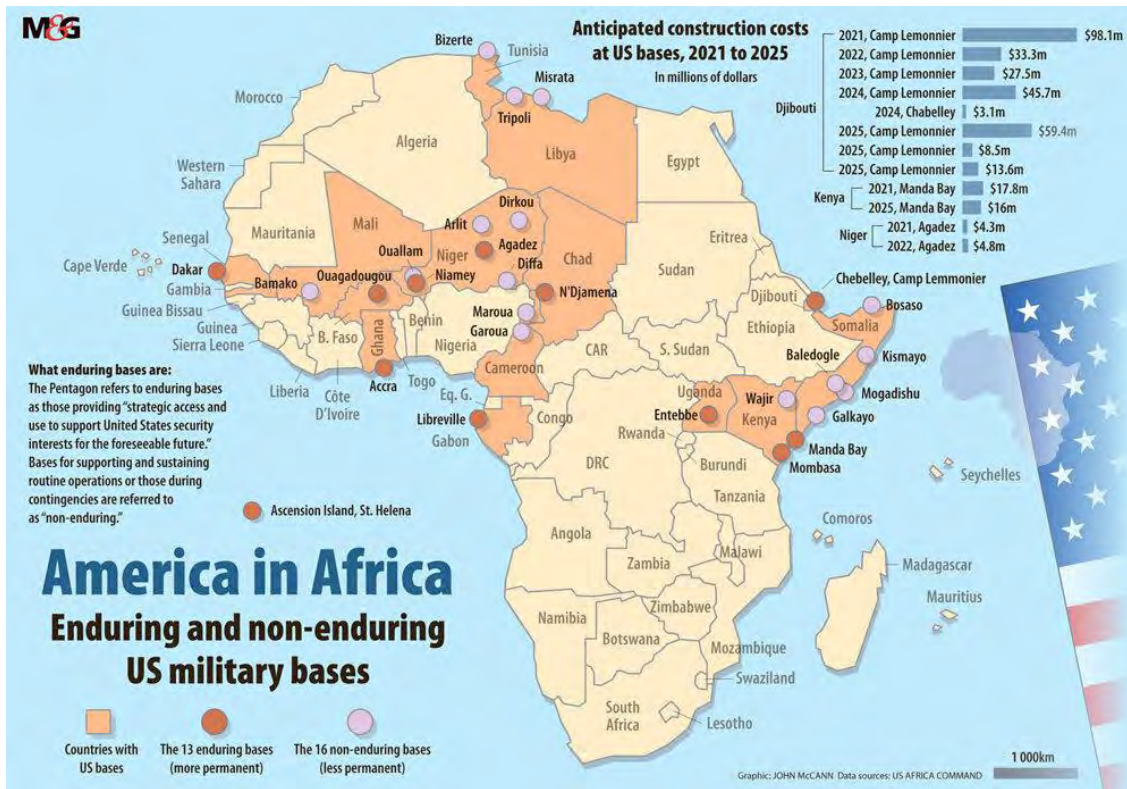 M&G
Anticipated construction costs
at US bases, 2021 to 2025
In millions of dollars
Djibouti
2021, Camp Lemonnier $98.1m
2022, Camp Lemonnier $33.3m
2023, Camp Lemonnier $27.5m
2024, Camp Lemonnier $45.7m
2024, Chabelley $3.1m
2025, Camp Lemonnier $59.4m
2025, Camp Lemonnier $8.5m
2025, Camp Lemonnier $13.6m
Kenya
2021, Manda Bay $17.8m
2025, Manda Bay $16m
Niger
2021, Agadez $4.3m
2022, Agadez $4.8m
Bizerte
Tunisia
Misrata
Tripoli
Morocco
Algeria
Libya
Egypt
Western
Sahara
Mauritania
Mali
Arlit
Dirkou
Agadez
Niger
Chad
Sudan
Eritrea
Cape Verde
Senegal
Dakar
Gambia
Bamako
Ouallam
Ouagadougou
Niamey
Diffa
N'Djamena
Guinea Bissau
Guinea
Sierra Leone
B. Faso
Ghana
Benin
Nigeria
Maroua
Garoua
Cameroon
CAR
S. Sudan
Ethiopia
Djibouti
Chebelley, Camp Lemmonier
Bosaso
Somalia
Baledogle
Kismayo
Mogadishu
Galkayo
Manda Bay
Mombasa
Liberia
Côte
D'Ivoire
Accra
Togo
Eq. G.
Libreville
Gabon
Congo
DRC
Uganda
Entebbe
Wajir
Kenya
Rwanda
Burundi
Tanzania
Seychelles
Comoros
Angola
Zambia
Malawi
Madagascar
Mauritius
Namibia
Zimbabwe
Botswana
Mozambique
Swaziland
South
Africa
Lesotho
What enduring bases are:
The Pentagon refers to enduring bases
as those providing “strategic access and
use to support United States security
interests for the foreseeable future.”
Bases for supporting and sustaining
routine operations or those during
contingencies are referred to
as “non-enduring.”
Ascension Island, St. Helena
America in Africa
Enduring and non-enduring
US military bases
Countries with
US bases
The 13 enduring bases
(more permanent)
The 16 non-enduring bases
(less permanent)
1 000km
Graphic: JOHN McCANN Data sources: US AFRICA COMMAND